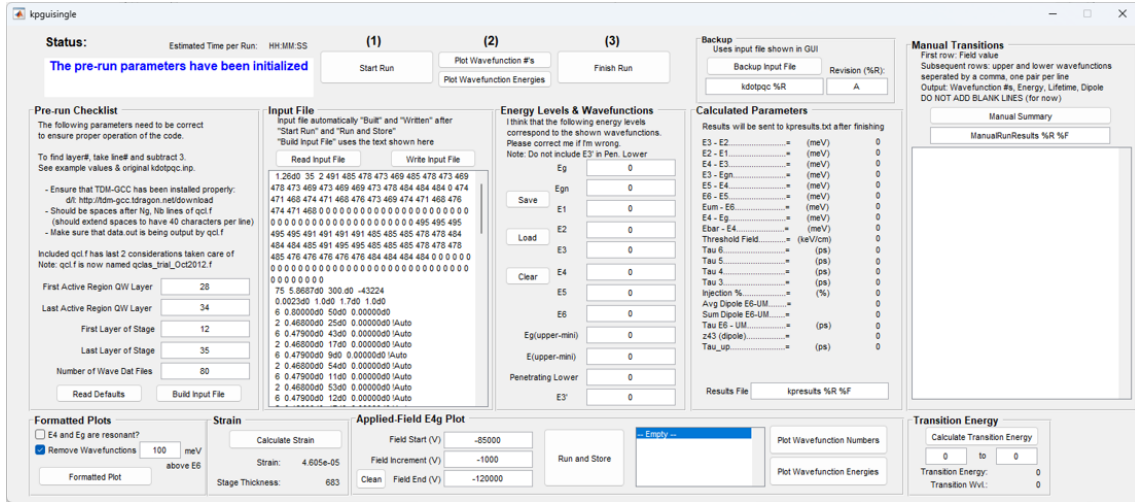 kpguisingle
Status:
Estimated Time per Run: HH:MM:SS
The pre-run parameters have been initialized
(1)
Start Run
(2)
Plot Wavefunction #'s
Plot Wavefunction Energies
(3)
Finish Run
Backup
Uses input file shown in GUI
Backup Input File
Revision (%R):
kdotpqc %R
A
Manual Transitions
First row: Field value
Subsequent rows: upper and lower wavefunctions
seperated by a comma, one pair per line
Output: Wavefunction #s, Energy, Lifetime, Dipole
DO NOT ADD BLANK LINES (for now)
Manual Summary
ManualRunResults %R %F
Pre-run Checklist
The following parameters need to be correct
to ensure proper operation of the code.
To find layer#, take line# and subtract 3.
See example values & original kdotpqc.inp.
- Ensure that TDM-GCC has been installed properly:
d/l: http://tdm-gcc.tdragon.net/download
- Should be spaces after Ng, Nb lines of qcl.f
(should extend spaces to have 40 characters per line)
- Make sure that data.out is being output by qcl.f
Included qcl.f has last 2 considerations taken care of
Note: qcl.f is now named qclas_trial_Oct2012.f
First Active Region QW Layer 28
Last Active Region QW Layer 34
First Layer of Stage 12
Last Layer of Stage 35
Number of Wave Dat Files 80
Read Defaults
Build Input File
Input File
Input file automatically "Built" and "Written" after
"Start Run" and "Run and Store"
"Build Input File" uses the text shown here
Read Input File
Write Input File
1.26d0 35 2 491 485 478 473 469 485 478 473 469
478 473 469 473 469 469 473 478 484 484 484 0 474
471 468 474 471 468 476 473 469 474 471 468 476
474 471 468 0 0 0 0 0 0 0 0 0 0 0 0 0 0 0 0 0 0 0
0 0 0 0 0 0 0 0 0 0 0 0 0 0 0 0 0 0 495 495 495
495 495 491 491 491 491 485 485 485 478 478 484
484 484 485 491 495 495 485 485 485 478 478 478
485 476 476 476 476 476 484 484 484 0 0 0 0 0 0
0 0 0 0 0 0 0 0 0 0 0 0 0 0 0 0 0 0 0 0 0 0 0 0 0 0
0 0 0 0 0 0 0 0
75 5.8687d0 300.d0 -43224
0.0023d0 1.0d0 1.7d0 1.0d0
6 0.80000d0 50d0 0.00000d0
2 0.46800d0 25d0 0.00000d0 !Auto
6 0.47900d0 43d0 0.00000d0 !Auto
2 0.46800d0 17d0 0.00000d0 !Auto
6 0.47900d0 9d0 0.00000d0 !Auto
2 0.46800d0 54d0 0.00000d0 !Auto
6 0.47900d0 11d0 0.00000d0 !Auto
2 0.46800d0 53d0 0.00000d0 !Auto
6 0.47900d0 12d0 0.00000d0 !Auto
Energy Levels & Wavefunctions
I think that the following energy levels
correspond to the shown wavefunctions.
Please correct me if I'm wrong.
Note: Do not include E3' in Pen. Lower
Save
Load
Clear
Eg 0
Egn 0
E1 0
E2 0
E3 0
E4 0
E5 0
E6 0
Eg(upper-mini) 0
E(upper-mini) 0
Penetrating Lower 0
E3' 0
Calculated Parameters
Results will be sent to kpresults.txt after finishing
E3 - E2......................= (meV) 0
E2 - E1......................= (meV) 0
E4 - E3......................= (meV) 0
E3 - Egn....................= (meV) 0
E5 - E4......................= (meV) 0
E6 - E5......................= (meV) 0
Eum - E6...................= (meV) 0
E4 - Eg......................= (meV) 0
Ebar - E4...................= (meV) 0
Threshold Field...........= (keV/cm) 0
Tau 6.........................= (ps) 0
Tau 5.........................= (ps) 0
Tau 4.........................= (ps) 0
Tau 3.........................= (ps) 0
Injection %.................= (%) 0
Avg Dipole E6-UM.......= 0
Sum Dipole E6-UM......= 0
Tau E6 - UM...............= (ps) 0
z43 (dipole)................= 0
Tau_up......................= (ps) 0
Results File kpresults %R %F
Formatted Plots
E4 and Eg are resonant?
Remove Wavefunctions 100 meV
above E6
Formatted Plot
Strain
Calculate Strain
Strain: 4.605e-05
Stage Thickness: 683
Applied-Field E4g Plot
Field Start (V) -85000
Field Increment (V) -1000
Clean
Field End (V) -120000
Run and Store
-- Empty --
Plot Wavefunction Numbers
Plot Wavefunction Energies
Transition Energy
Calculate Transition Energy
0 to 0
Transition Energy: 0
Transition Wvl.: 0